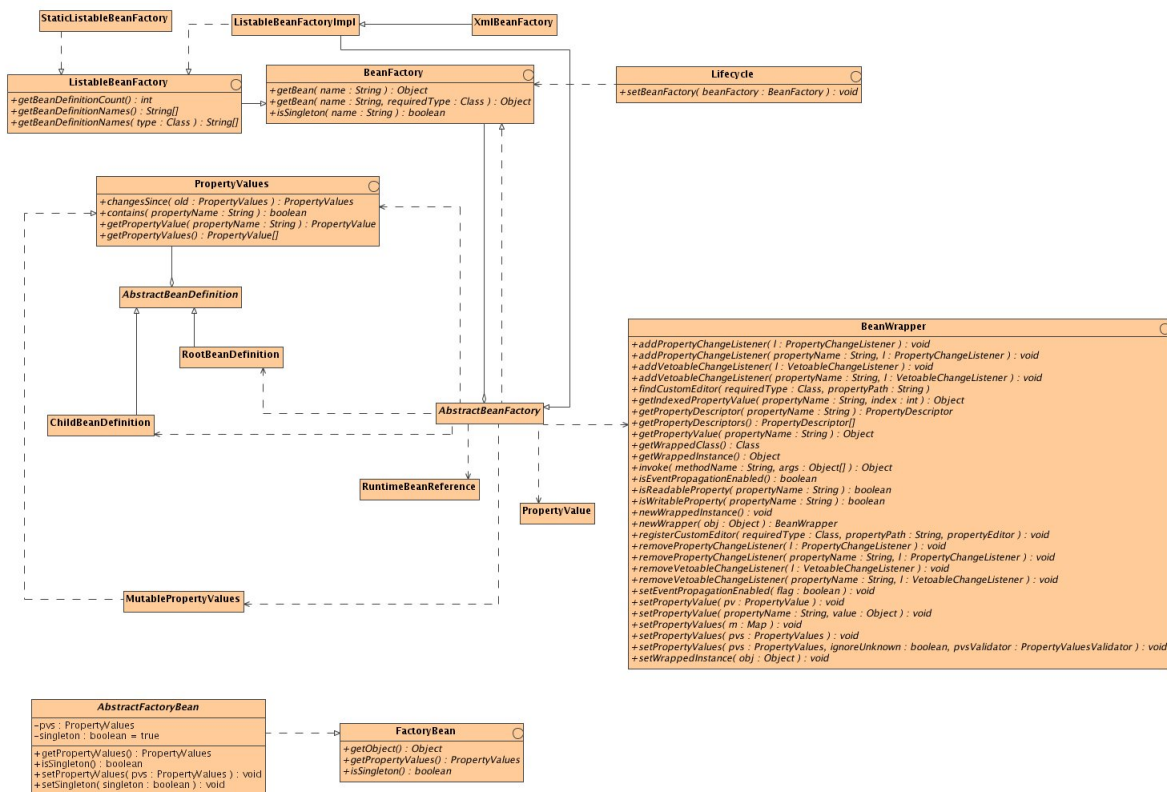 StaticListableBeanFactory
ListableBeanFactoryImpl
XmlBeanFactory
ListableBeanFactory
+getBeanDefinitionCount() : int
+getBeanDefinitionNames() : String[]
+getBeanDefinitionNames( type : Class ) : String[]
BeanFactory
+getBean( name : String ) : Object
+getBean( name : String, requiredType : Class ) : Object
+isSingleton( name : String ) : boolean
Lifecycle
+setBeanFactory( beanFactory : BeanFactory ) : void
PropertyValues
+changesSince( old : PropertyValues ) : PropertyValues
+contains( propertyName : String ) : boolean
+getPropertyValue( propertyName : String ) : PropertyValue
+getPropertyValues() : PropertyValue[]
AbstractBeanDefinition
RootBeanDefinition
ChildBeanDefinition
AbstractBeanFactory
RuntimeBeanReference
PropertyValue
MutablePropertyValues
BeanWrapper
+addPropertyChangeListener( l : PropertyChangeListener ) : void
+addPropertyChangeListener( propertyName : String, l : PropertyChangeListener ) : void
+addVetoableChangeListener( l : VetoableChangeListener ) : void
+addVetoableChangeListener( propertyName : String, l : VetoableChangeListener ) : void
+findCustomEditor( requiredType : Class, propertyPath : String )
+getIndexedPropertyValue( propertyName : String, index : int ) : Object
+getPropertyDescriptor( propertyName : String ) : PropertyDescriptor
+getPropertyDescriptors() : PropertyDescriptor[]
+getPropertyValue( propertyName : String ) : Object
+getWrappedClass() : Class
+getWrappedInstance() : Object
+invoke( methodName : String, args : Object[] ) : Object
+isEventPropagationEnabled() : boolean
+isReadableProperty( propertyName : String ) : boolean
+isWritableProperty( propertyName : String ) : boolean
+newWrappedInstance() : void
+newWrapper( obj : Object ) : BeanWrapper
+registerCustomEditor( requiredType : Class, propertyPath : String, propertyEditor ) : void
+removePropertyChangeListener( l : PropertyChangeListener ) : void
+removePropertyChangeListener( propertyName : String, l : PropertyChangeListener ) : void
+removeVetoableChangeListener( l : VetoableChangeListener ) : void
+removeVetoableChangeListener( propertyName : String, l : VetoableChangeListener ) : void
+setEventPropagationEnabled( flag : boolean ) : void
+setPropertyValue( pv : PropertyValue ) : void
+setPropertyValue( propertyName : String, value : Object ) : void
+setPropertyValues( m : Map ) : void
+setPropertyValues( pvs : PropertyValues ) : void
+setPropertyValues( pvs : PropertyValues, ignoreUnknown : boolean, pvsValidator : PropertyValuesValidator ) : void
+setWrappedInstance( obj : Object ) : void
AbstractFactoryBean
-pvs : PropertyValues
-singleton : boolean = true
+getPropertyValues() : PropertyValues
+isSingleton() : boolean
+setPropertyValues( pvs : PropertyValues ) : void
+setSingleton( singleton : boolean ) : void
FactoryBean
+getObject() : Object
+getPropertyValues() : PropertyValues
+isSingleton() : boolean